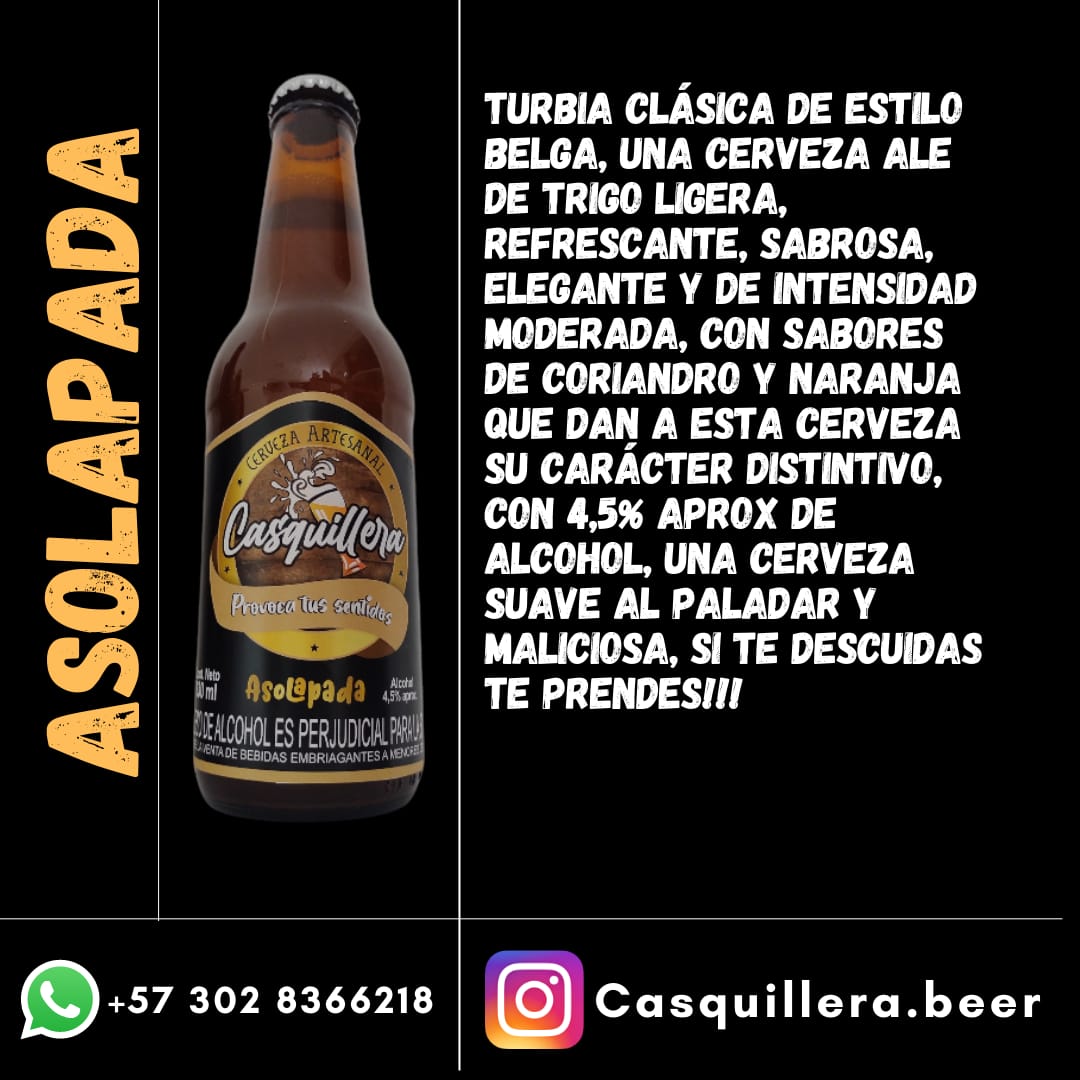 ASOLAPADA
CERVEZA ARTESANAL
Casquillera
Provoca tus sentidos
Neto
ml
Asolapada
Alcohol
4,5% aprox.
DE ALCOHOL ES PERJUDICIAL PARA
VENTA DE BEBIDAS EMBRIAGANTES A
TURBIA CLÁSICA DE ESTILO
BELGA, UNA CERVEZA ALE
DE TRIGO LIGERA,
REFRESCANTE, SABROSA,
ELEGANTE Y DE INTENSIDAD
MODERADA, CON SABORES
DE CORIANDRO Y NARANJA
QUE DAN A ESTA CERVEZA
SU CARÁCTER DISTINTIVO,
CON 4,5% APROX DE
ALCOHOL, UNA CERVEZA
SUAVE AL PALADAR Y
MALICIOSA, SI TE DESCUIDAS
TE PRENDES!!!
+57 302 8366218
Casquillera.beer